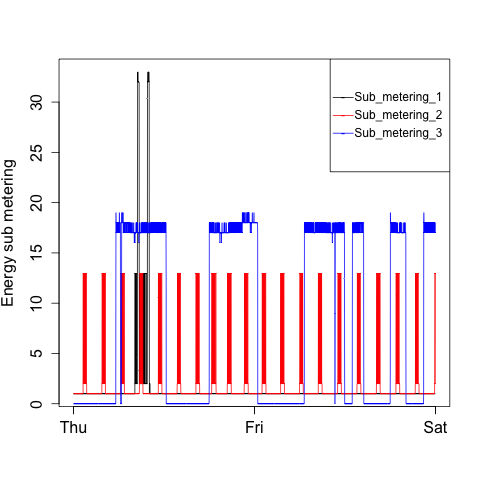 Energy sub metering
30
25
20
15
10
5
0
Sub_metering_1
Sub_metering_2
Sub_metering_3
Thu Fri Sat